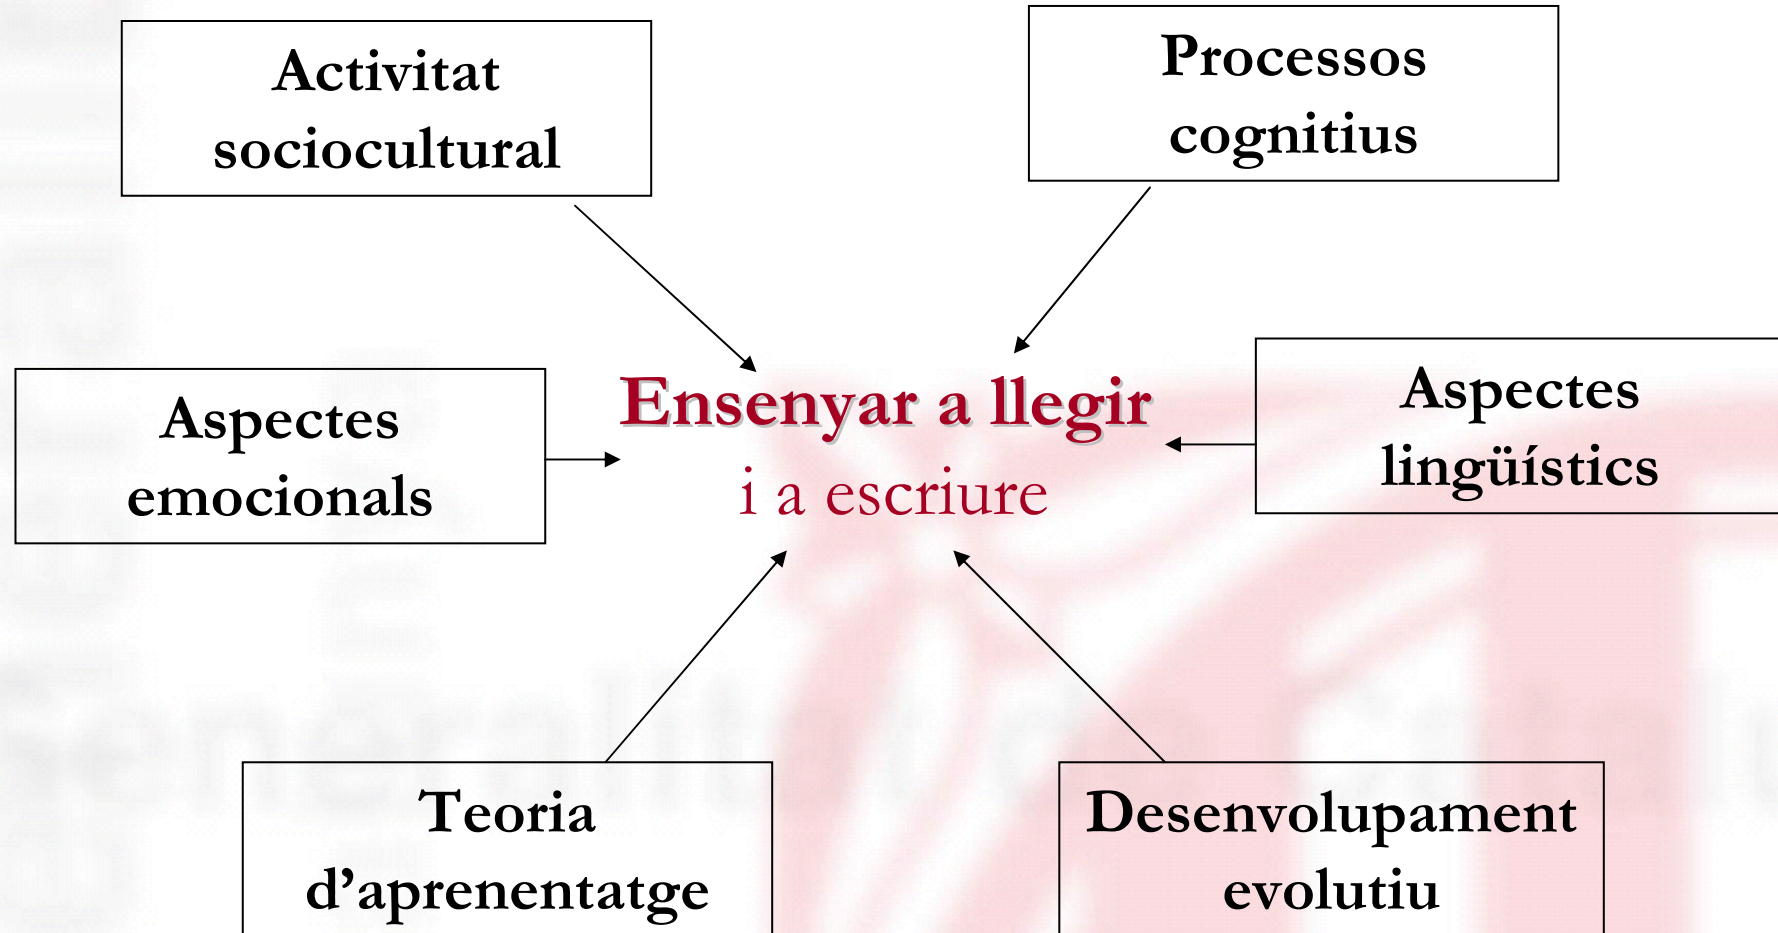 Activitat
sociocultural
Processos
cognitius
Aspectes
emocionals
Ensenyar a llegir
i a escriure
Aspectes
lingüístics
Teoria
d’aprenentatge
Desenvolupament
evolutiu